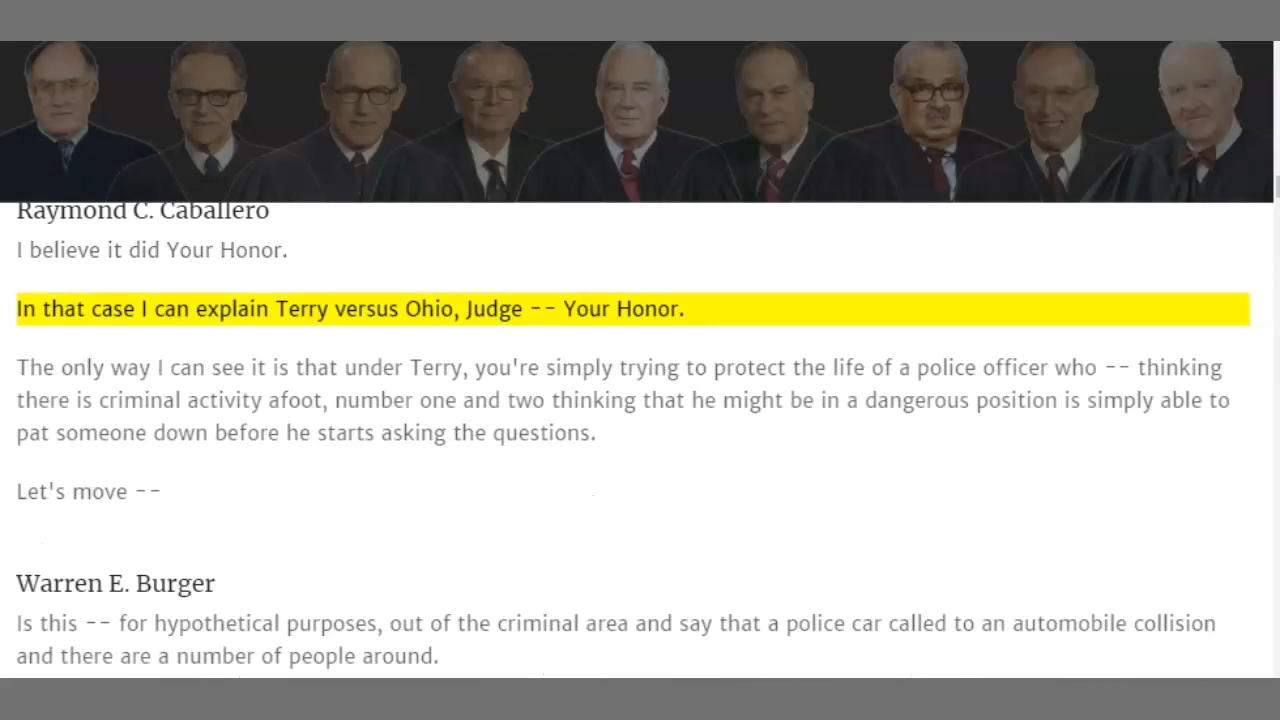 Raymond C. Caballero
I believe it did Your Honor.
In that case I can explain Terry versus Ohio, Judge -- Your Honor.
The only way I can see it is that under Terry, you're simply trying to protect the life of a police officer who -- thinking
there is criminal activity afoot, number one and two thinking that he might be in a dangerous position is simply able to
pat someone down before he starts asking the questions.
Let's move --
Warren E. Burger
Is this -- for hypothetical purposes, out of the criminal area and say that a police car called to an automobile collision
and there are a number of people around.